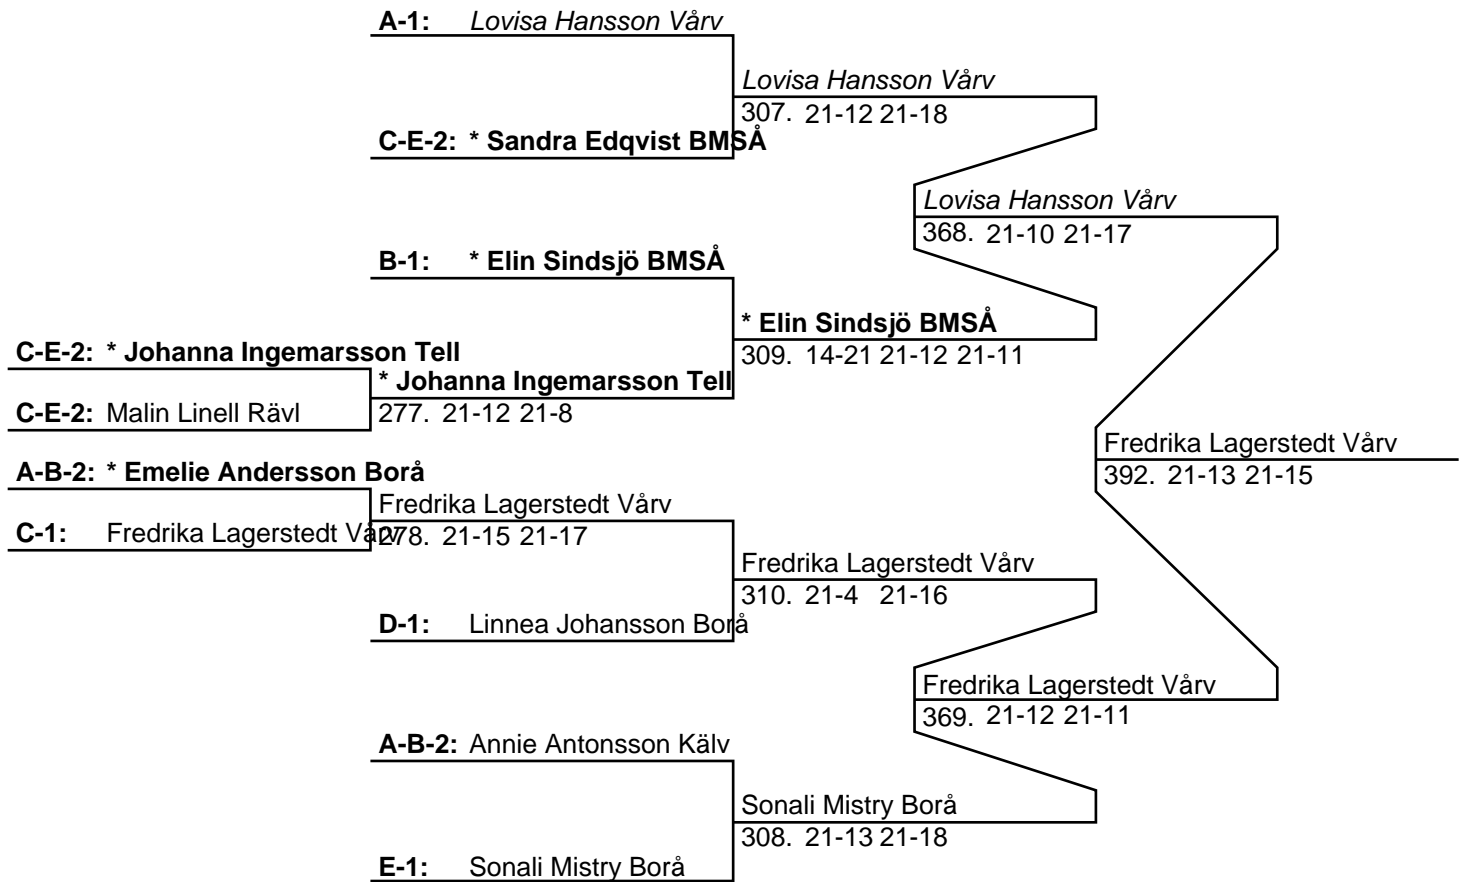 A-1: Lovisa Hansson Vårv
Lovisa Hansson Vårv
307. 21-12 21-18
C-E-2: * Sandra Edqvist BMSÅ
Lovisa Hansson Vårv
368. 21-10 21-17
B-1: * Elin Sindsjö BMSÅ
* Elin Sindsjö BMSÅ
309. 14-21 21-12 21-11
C-E-2: * Johanna Ingemarsson Tell
* Johanna Ingemarsson Tell
277. 21-12 21-8
C-E-2: Malin Linell Rävl
Fredrika Lagerstedt Vårv
392. 21-13 21-15
A-B-2: * Emelie Andersson Borå
Fredrika Lagerstedt Vårv
278. 21-15 21-17
C-1: Fredrika Lagerstedt Vårv
Fredrika Lagerstedt Vårv
310. 21-4 21-16
D-1: Linnea Johansson Borå
Fredrika Lagerstedt Vårv
369. 21-12 21-11
A-B-2: Annie Antonsson Kälv
Sonali Mistry Borå
308. 21-13 21-18
E-1: Sonali Mistry Borå